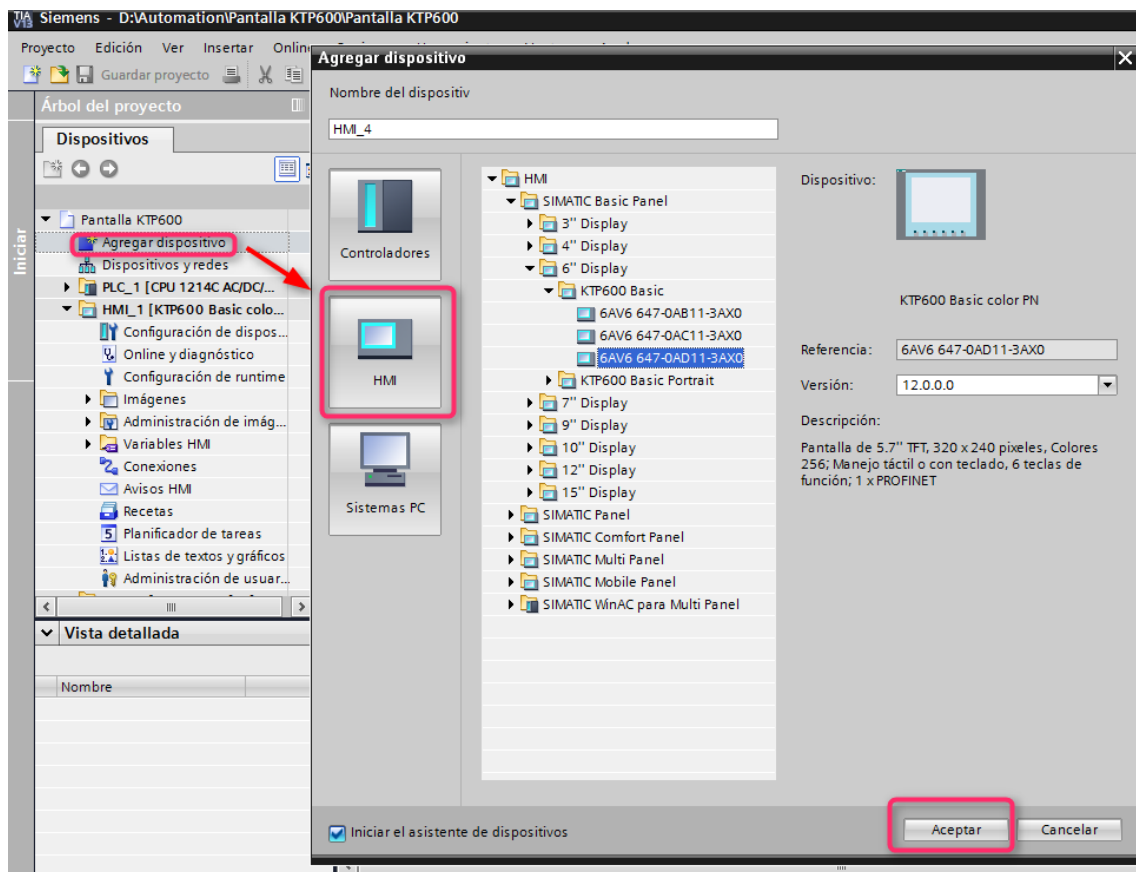 Siemens - D:\Automation\Pantalla KTP600\Pantalla KTP600
Proyecto Edición Ver Insertar Online
Guardar proyecto
Árbol del proyecto
Dispositivos
Iniciar
Pantalla KTP600
Agregar dispositivo
Dispositivos y redes
PLC_1 [CPU 1214C AC/DC/...
HMI_1 [KTP600 Basic colo...
Configuración de dispos...
Online y diagnóstico
Configuración de runtime
Imágenes
Administración de imág...
Variables HMI
Conexiones
Avisos HMI
Recetas
Planificador de tareas
Listas de textos y gráficos
Administración de usuar...
Vista detallada
Nombre
Agregar dispositivo
Nombre del dispositiv
HMI_4
Controladores
HMI
Sistemas PC
HMI
SIMATIC Basic Panel
3" Display
4" Display
6" Display
KTP600 Basic
6AV6 647-0AB11-3AX0
6AV6 647-0AC11-3AX0
6AV6 647-0AD11-3AX0
KTP600 Basic Portrait
7" Display
9" Display
10" Display
12" Display
15" Display
SIMATIC Panel
SIMATIC Comfort Panel
SIMATIC Multi Panel
SIMATIC Mobile Panel
SIMATIC WinAC para Multi Panel
Dispositivo:
KTP600 Basic color PN
Referencia: 6AV6 647-0AD11-3AX0
Versión: 12.0.0.0
Descripción:
Pantalla de 5.7'' TFT, 320 x 240 pixeles, Colores
256; Manejo táctil o con teclado, 6 teclas de
función; 1 x PROFINET
Iniciar el asistente de dispositivos
Aceptar Cancelar